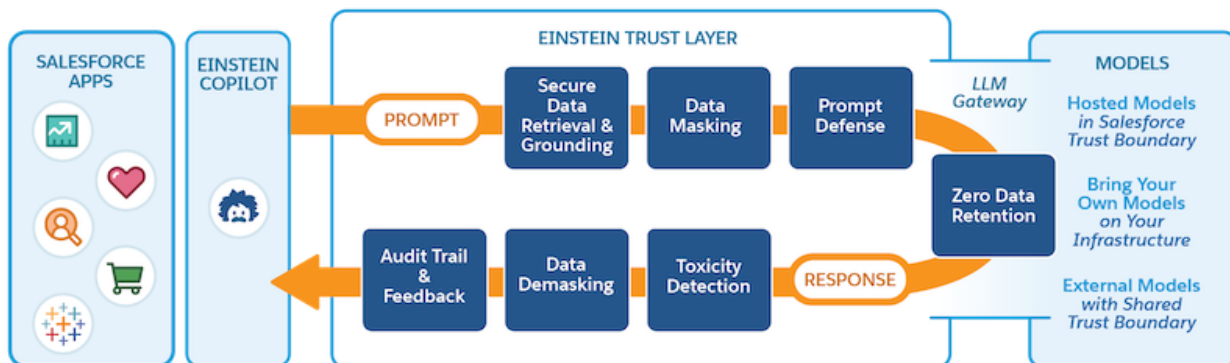 SALESFORCE
APPS
EINSTEIN
COPILOT
EINSTEIN TRUST LAYER
PROMPT
Secure
Data
Retrieval &
Grounding
Data
Masking
Prompt
Defense
LLM
Gateway
Zero Data
Retention
MODELS
Hosted Models
in Salesforce
Trust Boundary
Bring Your
Own Models
on Your
Infrastructure
External Models
with Shared
Trust Boundary
Audit Trail
&
Feedback
Data
Demasking
Toxicity
Detection
RESPONSE